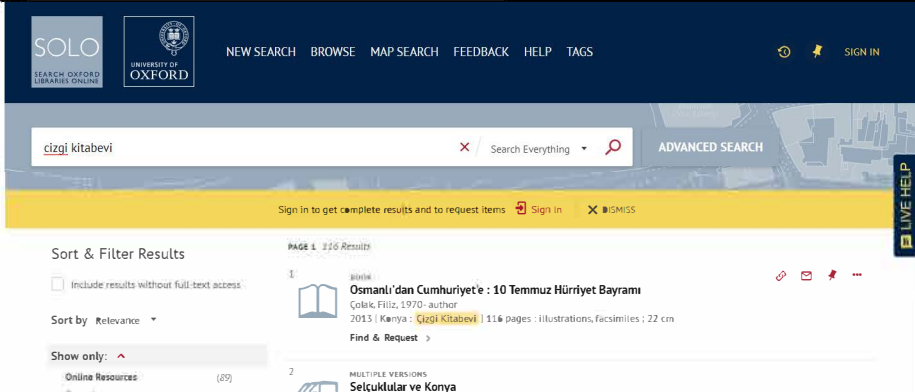 SOLO
SEARCH OXFORD
LIBRARIES ONLINE
UNIVERSITY OF
OXFORD
NEW SEARCH BROWSE MAP SEARCH FEEDBACK HELP TAGS
SIGN IN
cizgi kitabevi
Search Everything
ADVANCED SEARCH
LIVE HELP
Sign in to get complete results and to request items Sign in DISMISS
Sort & Filter Results
Include results without full-text access
Sort by Relevance
Show only:
Online Resources (89)
PAGE 1 116 Results
1
BOOK
Osmanlı'dan Cumhuriyet'e : 10 Temmuz Hürriyet Bayramı
Çolak, Filiz, 1970- author
2013 | Konya : Çizgi Kitabevi | 116 pages : illustrations, facsimiles ; 22 cm
Find & Request
2
MULTIPLE VERSIONS
Selçuklular ve Konya